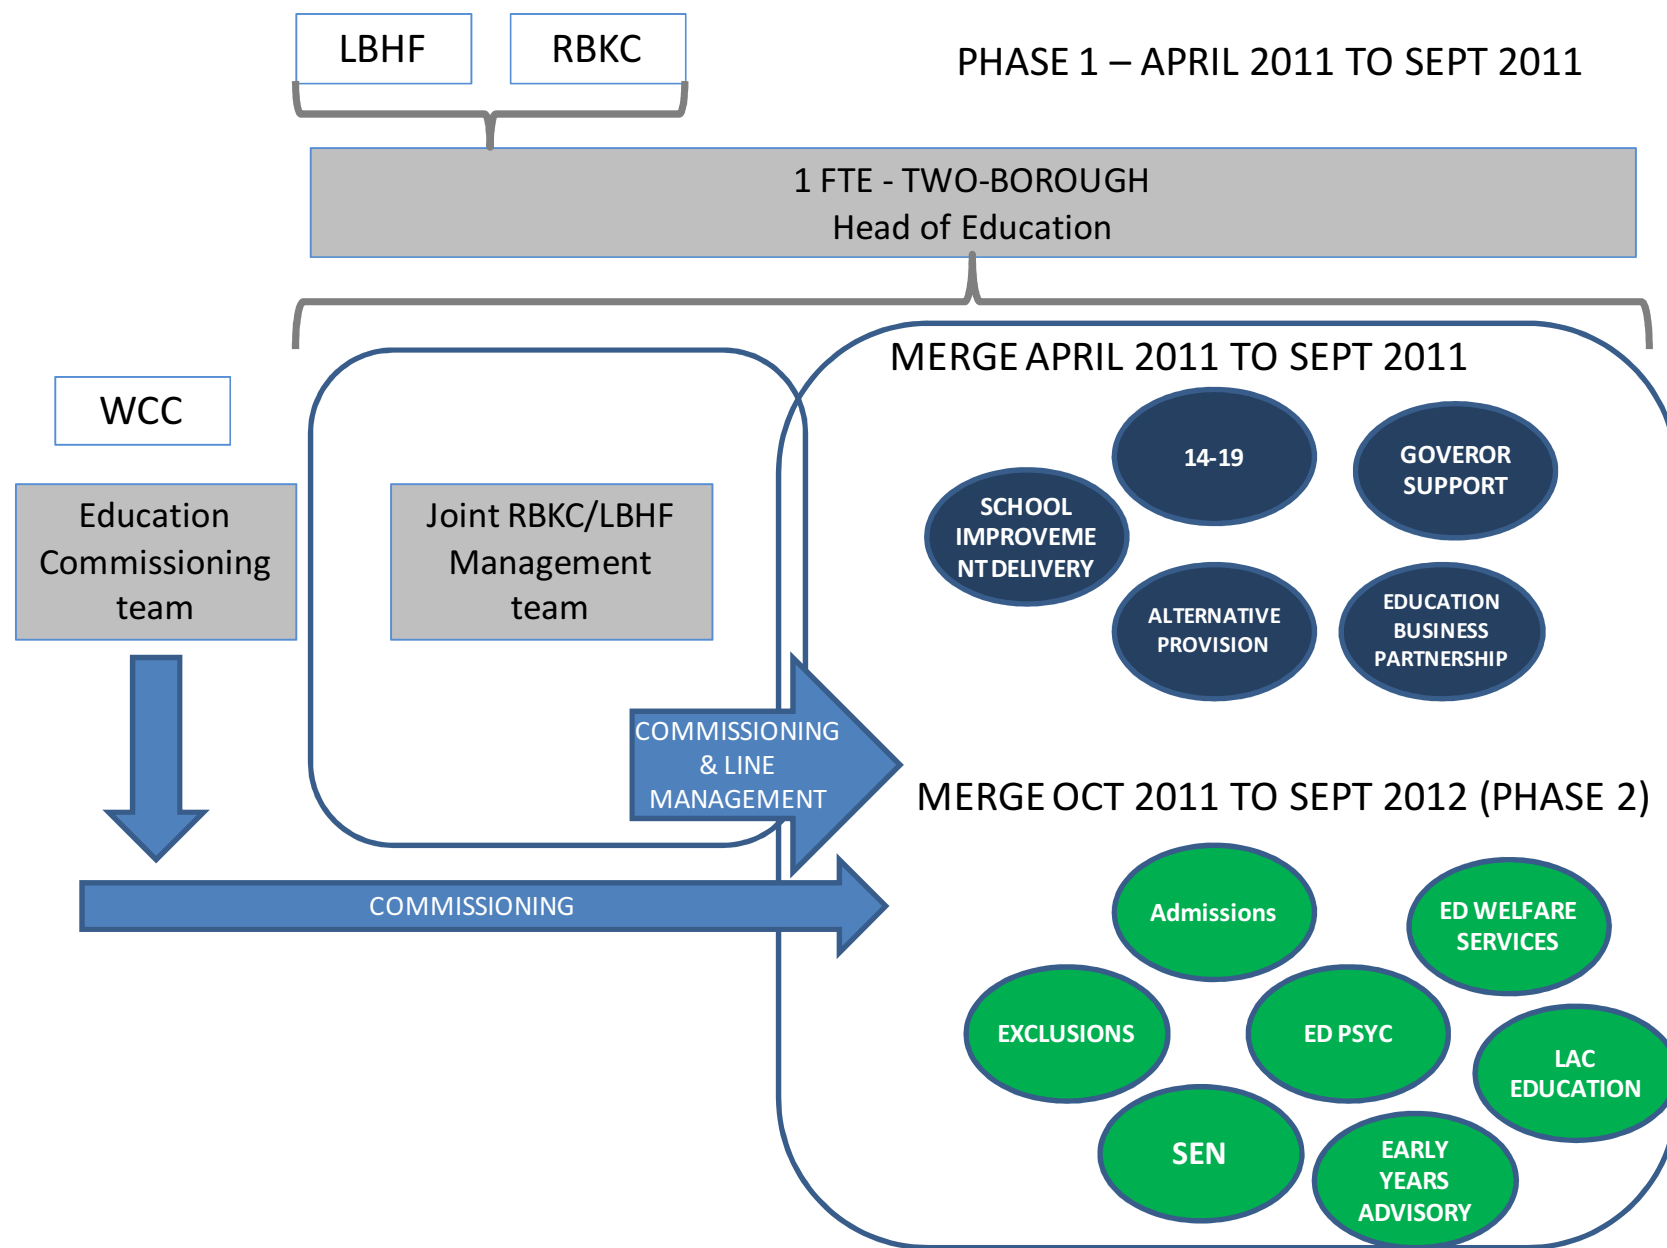 LBHF
RBKC
PHASE 1 – APRIL 2011 TO SEPT 2011
1 FTE - TWO-BOROUGH
Head of Education
MERGE APRIL 2011 TO SEPT 2011
WCC
Education
Commissioning
team
Joint RBKC/LBHF
Management
team
14-19
GOVEROR
SUPPORT
SCHOOL
IMPROVEME
NT DELIVERY
ALTERNATIVE
PROVISION
EDUCATION
BUSINESS
PARTNERSHIP
COMMISSIONING
& LINE
MANAGEMENT
MERGE OCT 2011 TO SEPT 2012 (PHASE 2)
COMMISSIONING
Admissions
ED WELFARE
SERVICES
EXCLUSIONS
ED PSYC
LAC
EDUCATION
SEN
EARLY
YEARS
ADVISORY